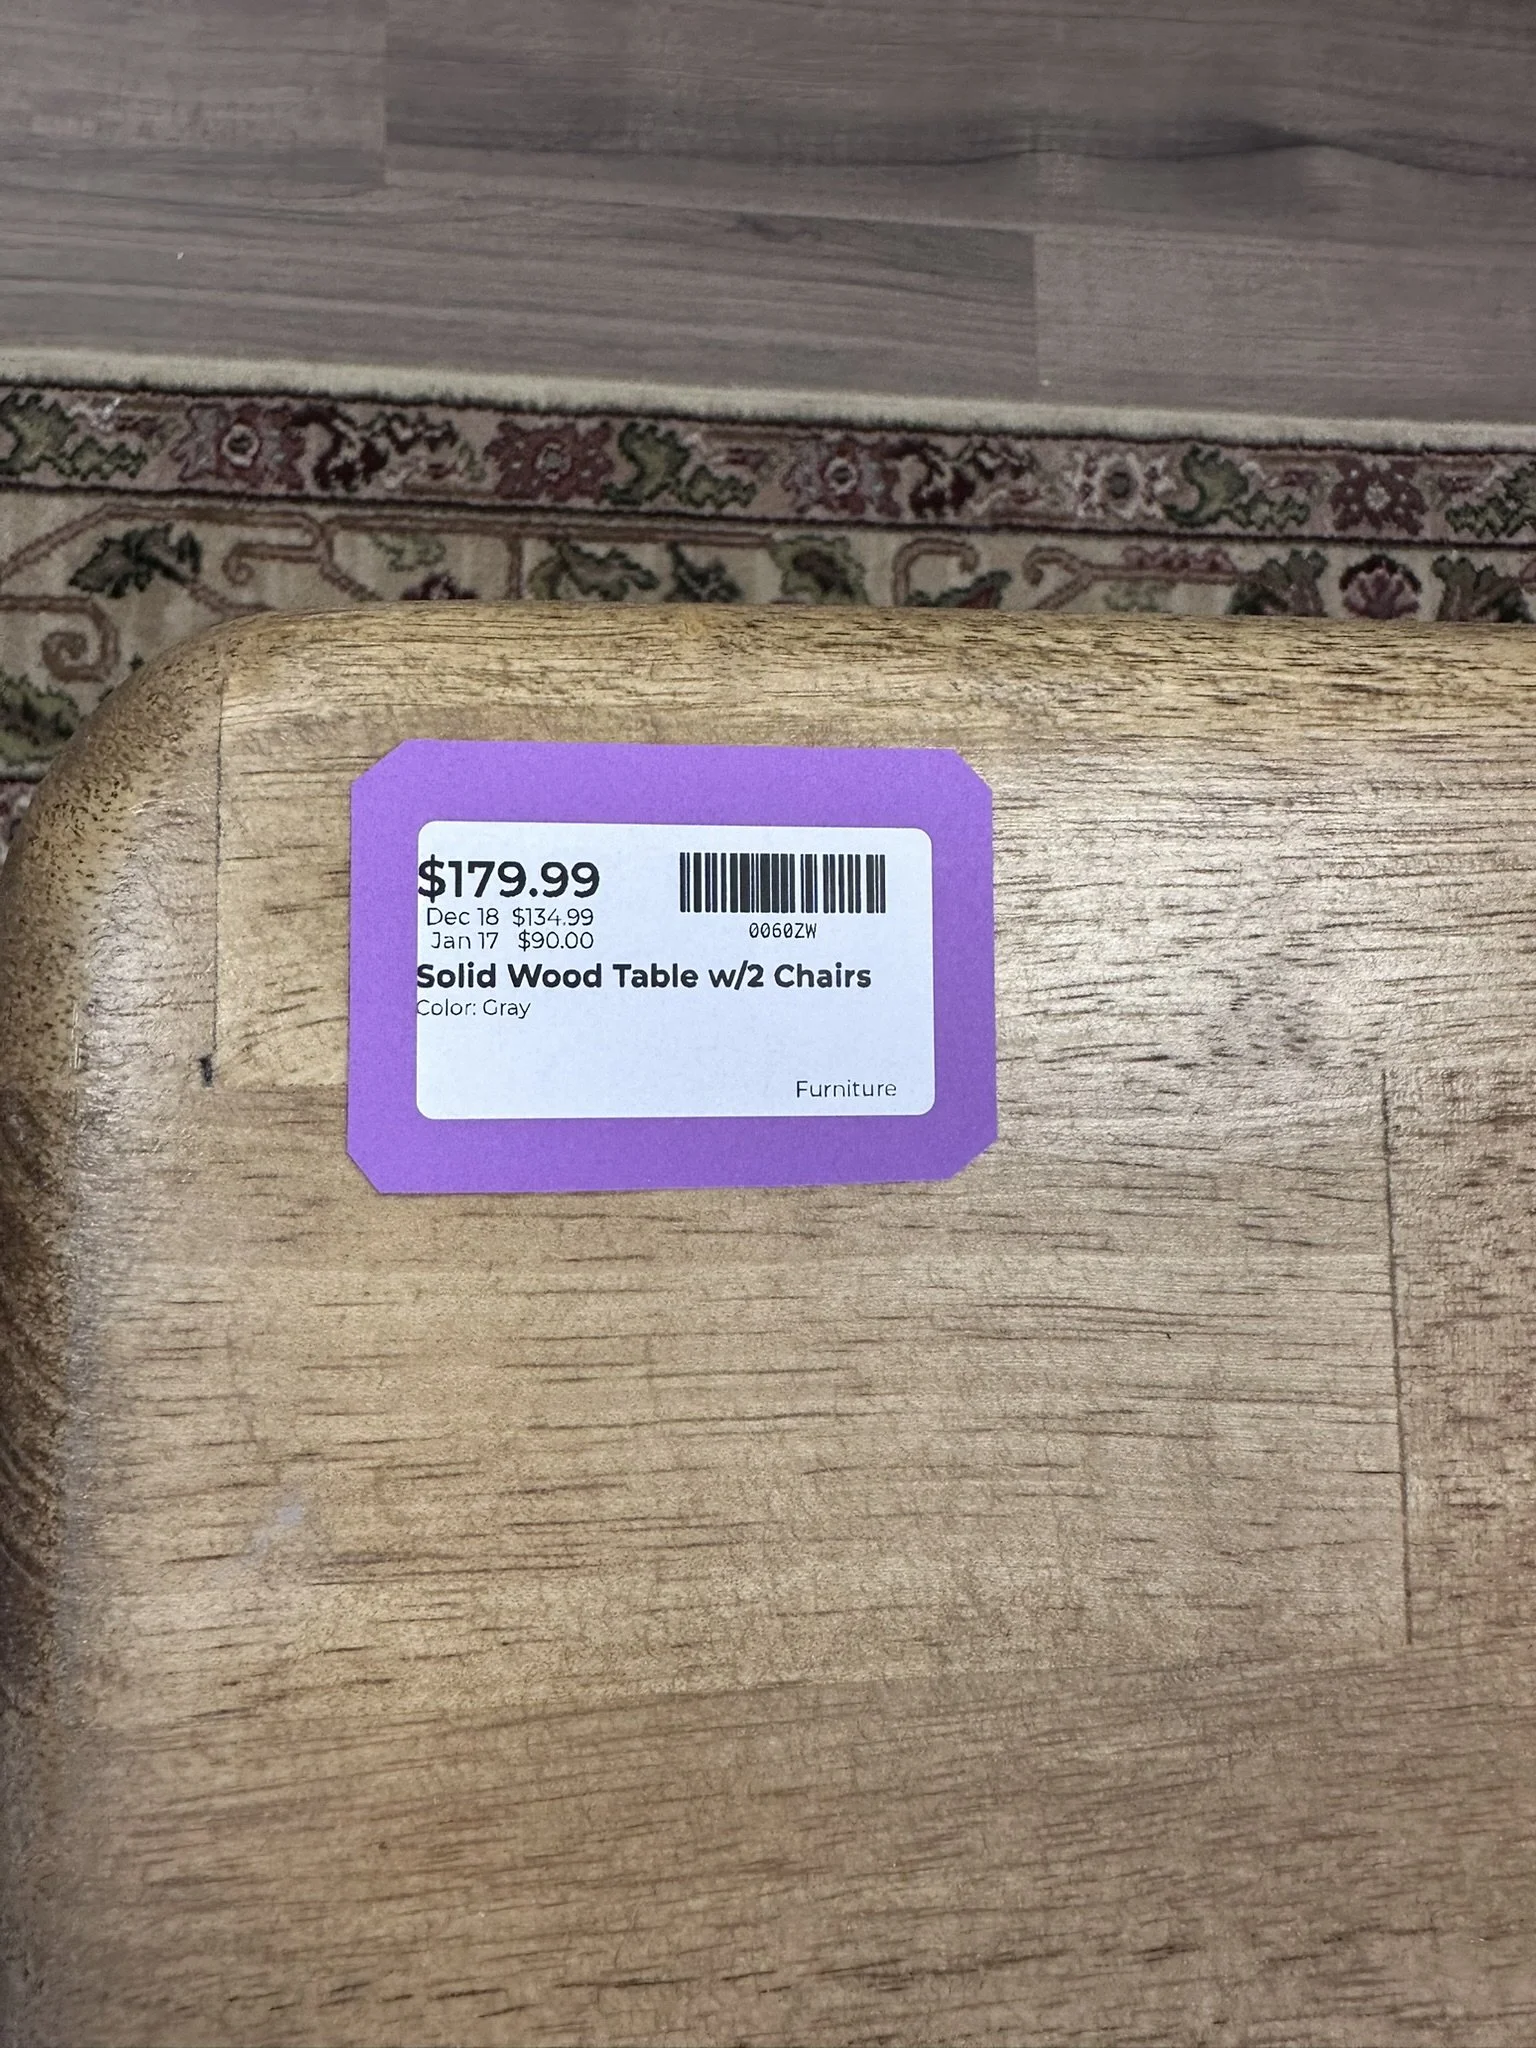 $179.99
Dec 18 $134.99
Jan 17 $90.00
0060ZW
Solid Wood Table w/2 Chairs
Color: Gray
Furniture